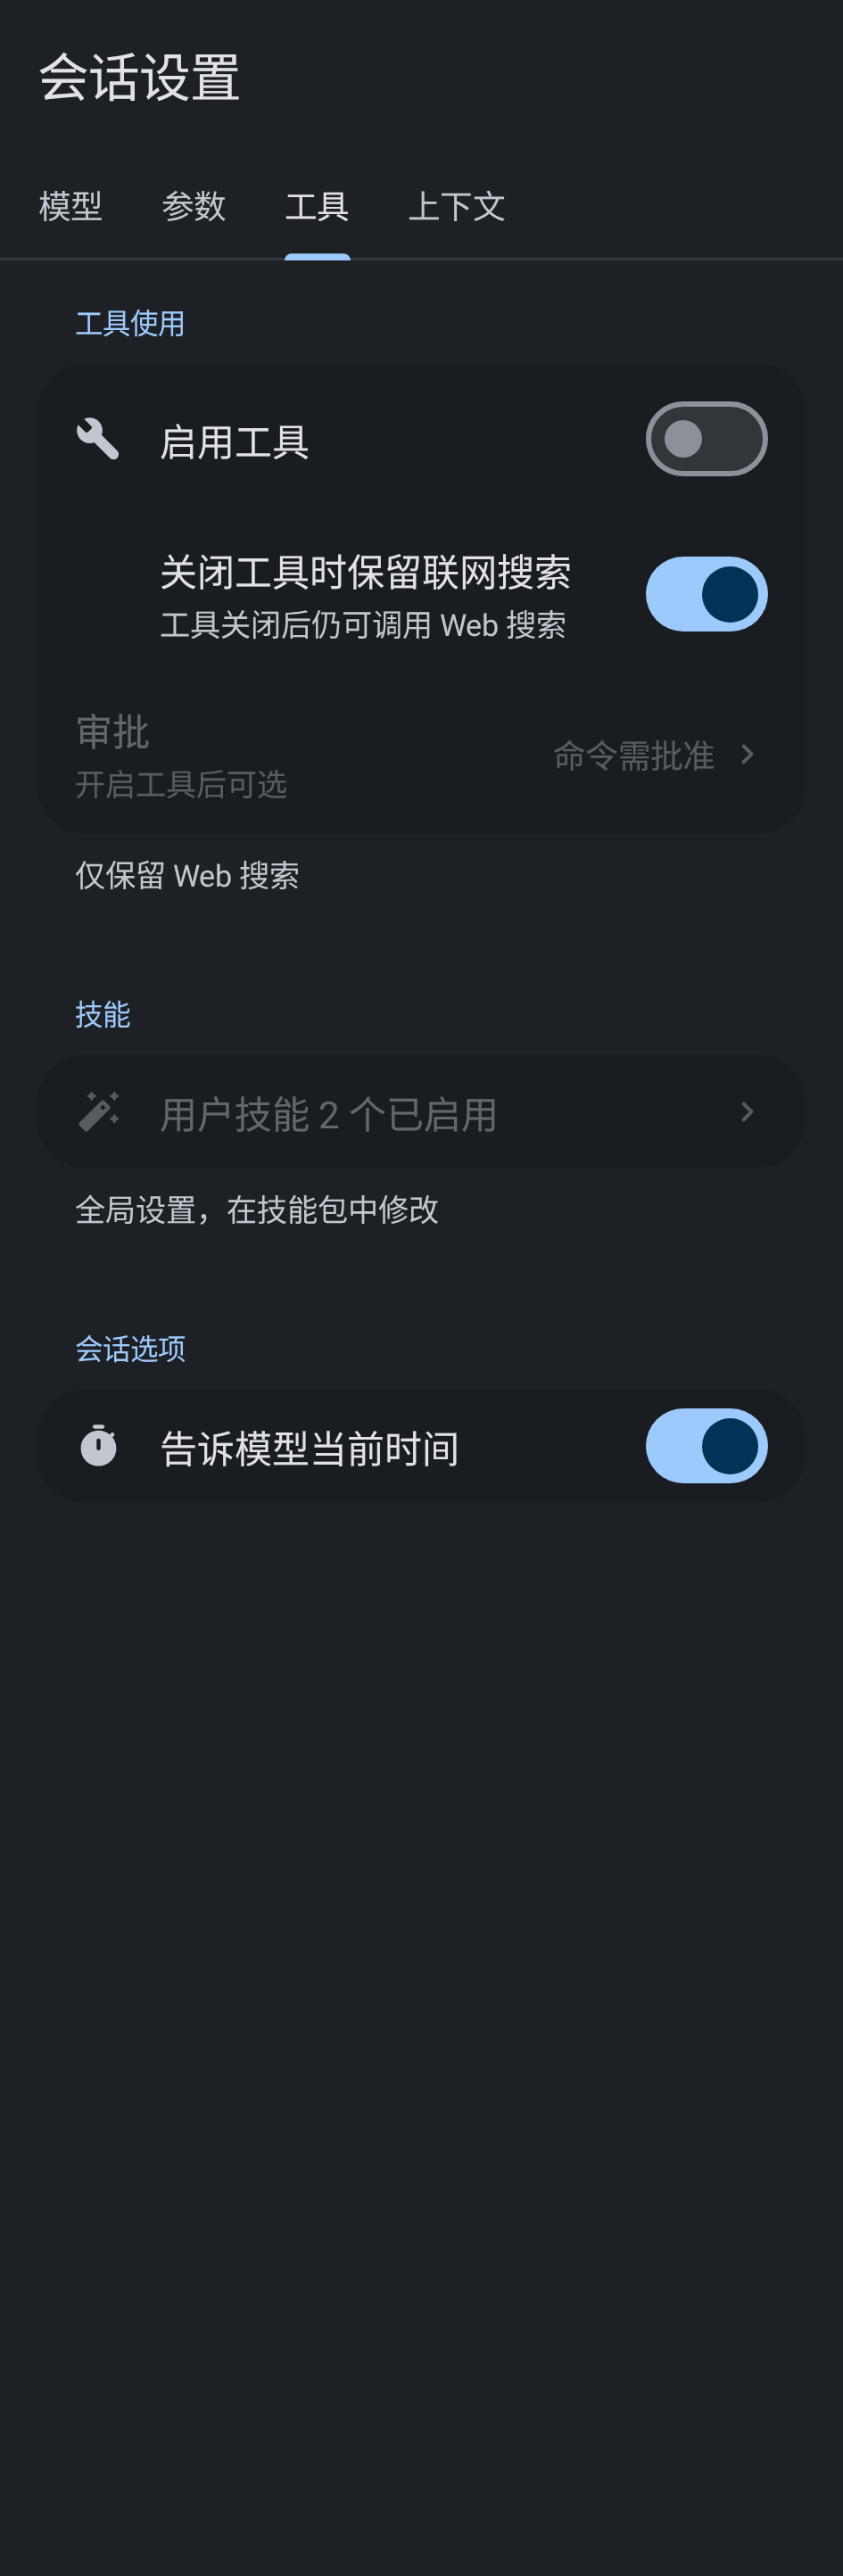 会话设置
模型 参数 工具 上下文
工具使用
启用工具
关闭工具时保留联网搜索
工具关闭后仍可调用 Web 搜索
审批
开启工具后可选
命令需批准
仅保留 Web 搜索
技能
用户技能 2 个已启用
全局设置，在技能包中修改
会话选项
告诉模型当前时间